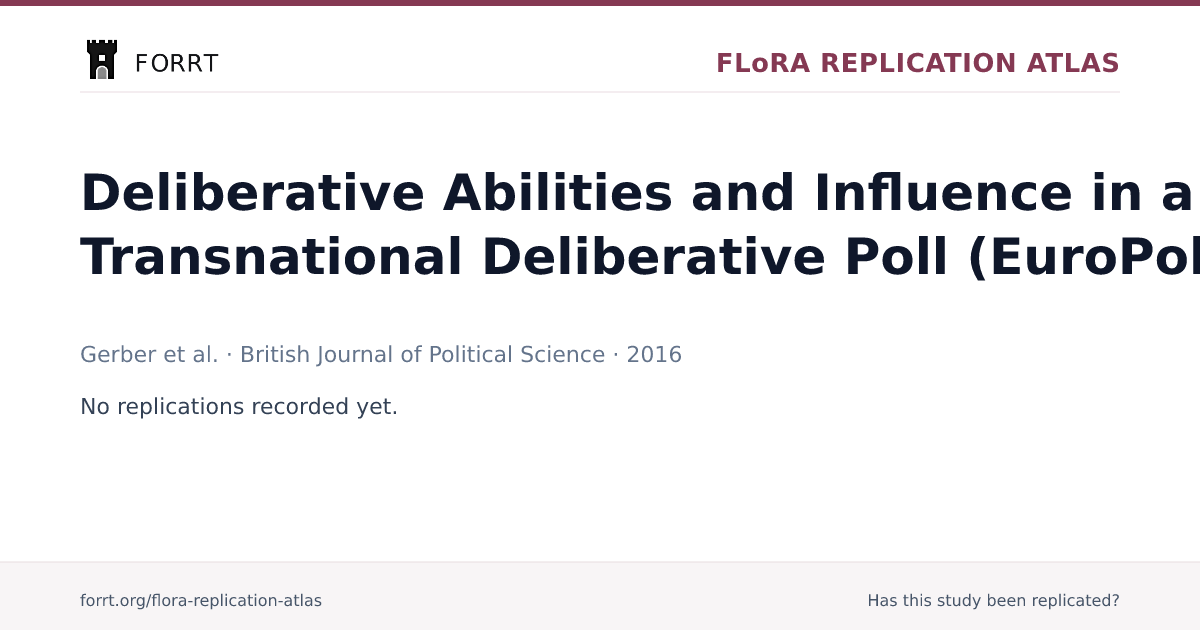 FORRT
FLoRA REPLICATION ATLAS
Deliberative Abilities and Influence in a
Transnational Deliberative Poll (EuroPol
Gerber et al. · British Journal of Political Science · 2016
No replications recorded yet.
forrt.org/flora-replication-atlas
Has this study been replicated?